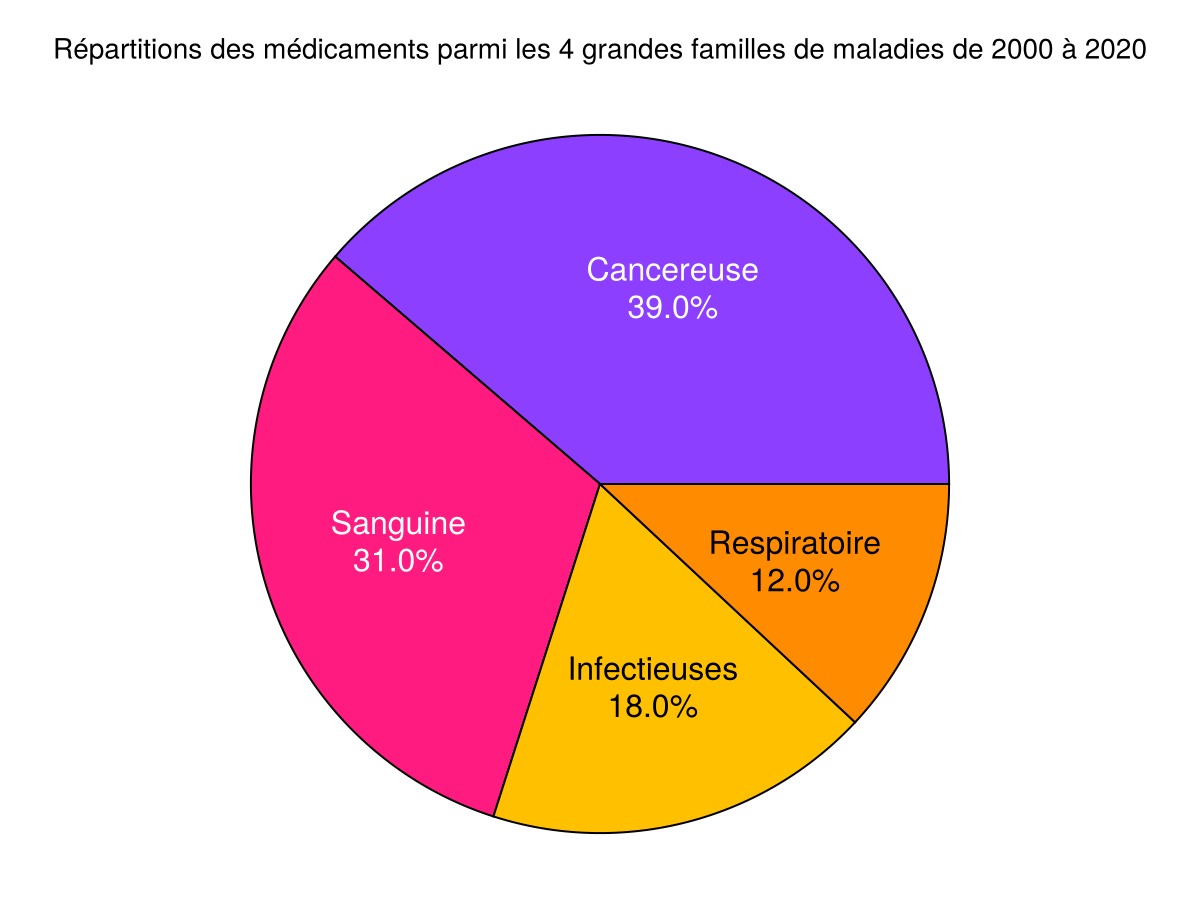 Répartitions des médicaments parmi les 4 grandes familles de maladies de 2000 à 2020
Cancereuse
39.0%
Sanguine
31.0%
Respiratoire
12.0%
Infectieuses
18.0%